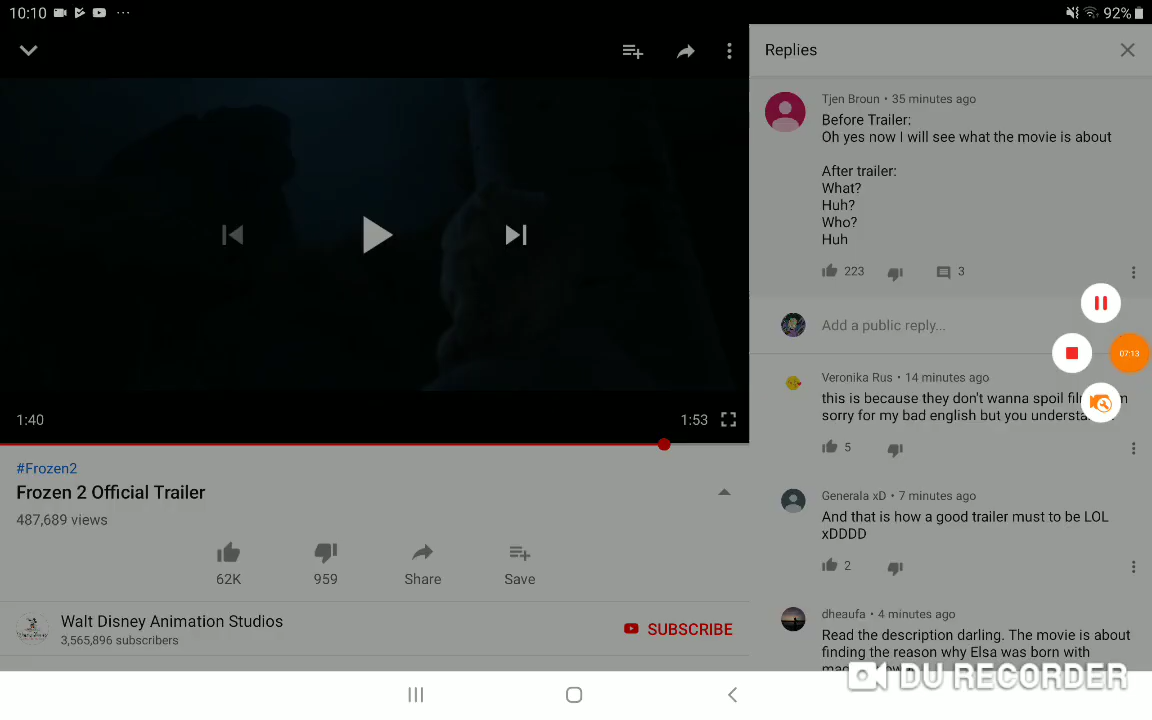 10:10
92%
Replies
Tjen Broun • 35 minutes ago
Before Trailer:
Oh yes now I will see what the movie is about
After trailer:
What?
Huh?
Who?
Huh
223
3
Add a public reply...
07:13
Veronika Rus • 14 minutes ago
this is because they don't wanna spoil
sorry for my bad english but you
5
Generala xD • 7 minutes ago
And that is how a good trailer must to be LOL
xDDDD
2
dheaufa • 4 minutes ago
Read the description darling. The movie is about
finding the reason why Elsa was born with
DU RECORDER
1:40
1:53
#Frozen2
Frozen 2 Official Trailer
487,689 views
62K
959
Share
Save
Walt Disney Animation Studios
3,565,896 subscribers
SUBSCRIBE